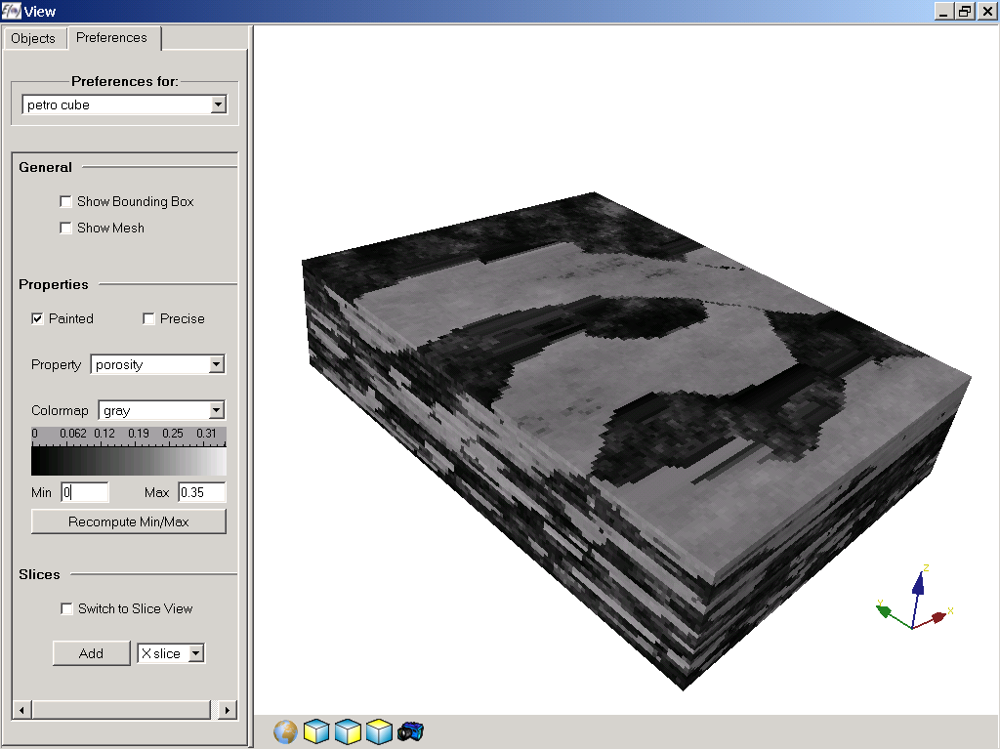 View
Objects Preferences
Preferences for:
petro cube
General
Show Bounding Box
Show Mesh
Properties
Painted Precise
Property porosity
Colormap gray
0 0.062 0.12 0.19 0.25 0.31
Min 0 Max 0.35
Recompute Min/Max
Slices
Switch to Slice View
Add X slice
Z
Y X